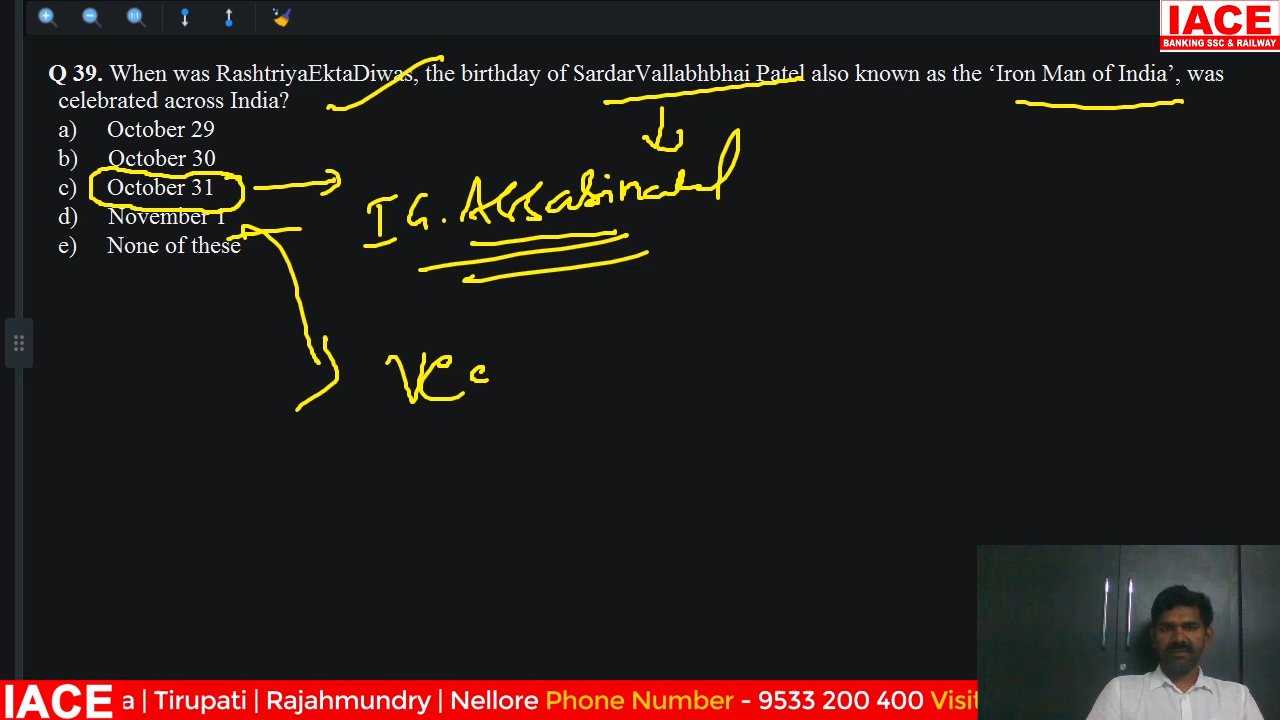 IACE
BANKING SSC & RAILWAY
Q 39. When was RashtriyaEktaDiwas, the birthday of SardarVallabhbhai Patel also known as the ‘Iron Man of India’, was
celebrated across India?
a) October 29
b) October 30
c) October 31
d) November 1
e) None of these
I G. Assasinated
IACE a | Tirupati | Rajahmundry | Nellore Phone Number - 9533 200 400 Visit